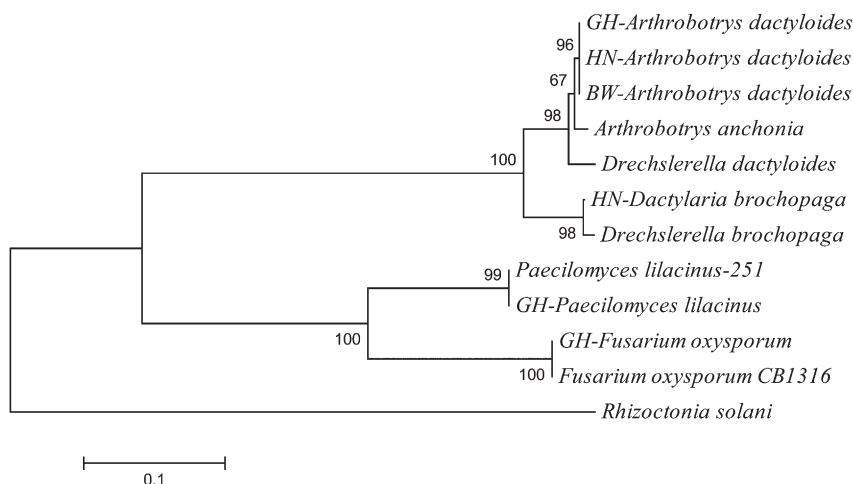 GH-Arthrobotrys dactyloides
96
HN-Arthrobotrys dactyloides
67
BW-Arthrobotrys dactyloides
98
Arthrobotrys anchonia
100
Drechslerella dactyloides
HN-Dactylaria brochopaga
98
Drechslerella brochopaga
99
Paecilomyces lilacinus-251
GH-Paecilomyces lilacinus
100
GH-Fusarium oxysporum
100
Fusarium oxysporum CB1316
Rhizoctonia solani
0.1